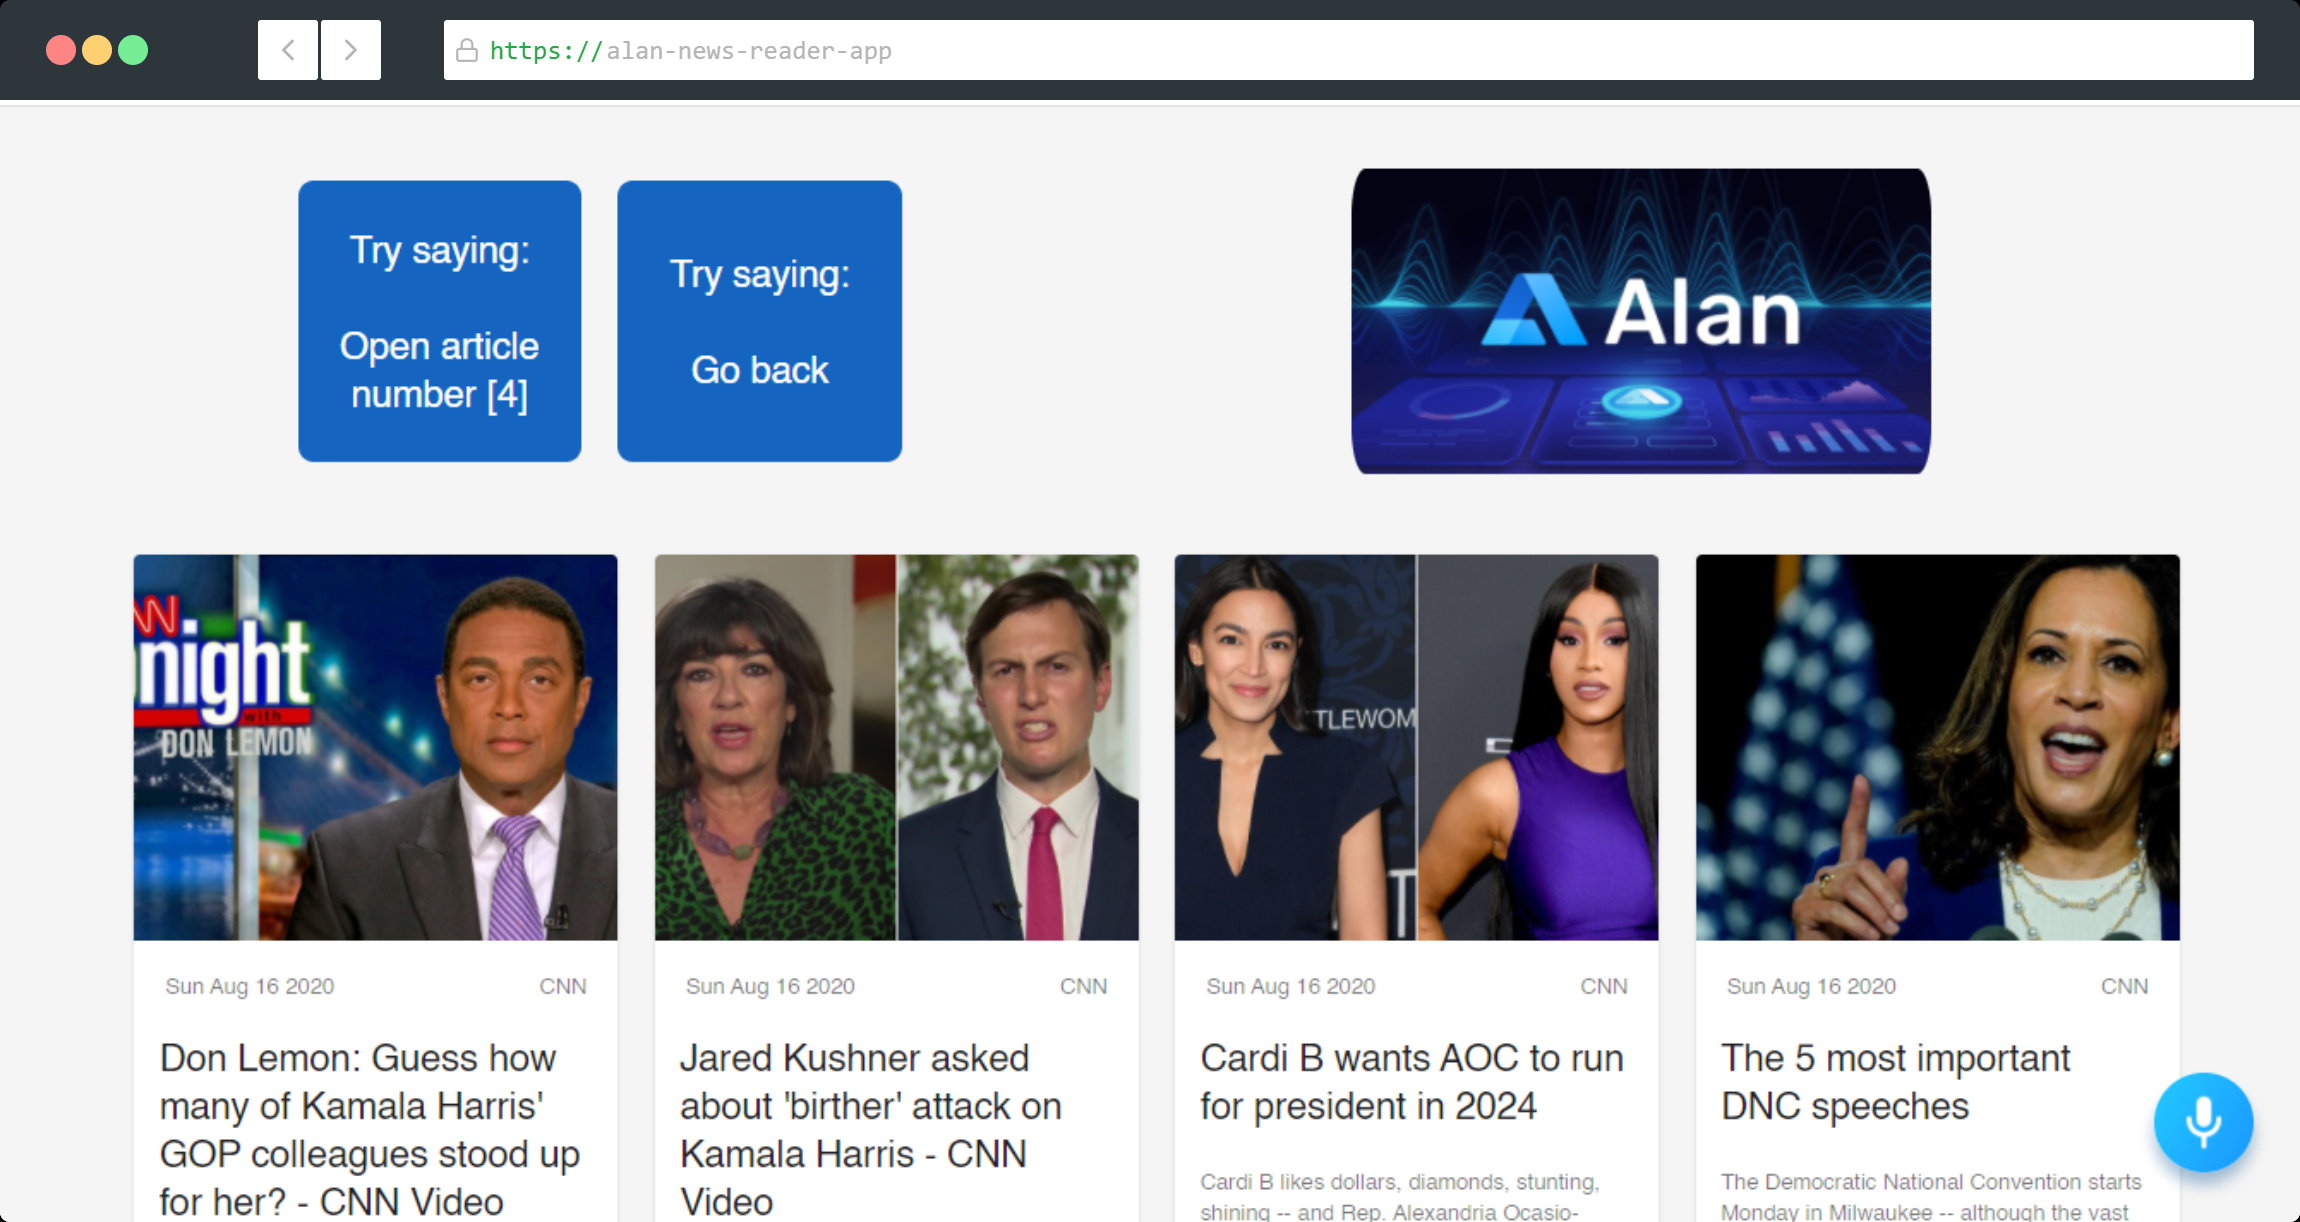 https://alan-news-reader-app
Try saying:
Open article
number [4]
Try saying:
Go back
Alan
night
with
DON LEMON
TLEWOM
Sun Aug 16 2020 CNN
Don Lemon: Guess how
many of Kamala Harris'
GOP colleagues stood up
for her? - CNN Video
Sun Aug 16 2020 CNN
Jared Kushner asked
about 'birther' attack on
Kamala Harris - CNN
Video
Sun Aug 16 2020 CNN
Cardi B wants AOC to run
for president in 2024
Cardi B likes dollars, diamonds, stunting,
shining -- and Rep. Alexandria Ocasio-
Sun Aug 16 2020 CNN
The 5 most important
DNC speeches
The Democratic National Convention starts
Monday in Milwaukee -- although the vast